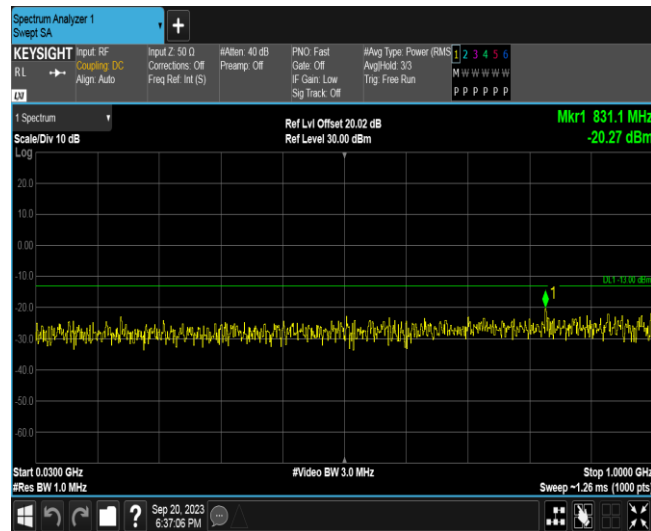 Spectrum Analyzer 1
Swept SA
KEYSIGHT
RL
LXI
Input: RF
Coupling: DC
Align: Auto
Input Z: 50 Ω
Corrections: Off
Freq Ref: Int (S)
#Atten: 40 dB
Preamp: Off
PNO: Fast
Gate: Off
IF Gain: Low
Sig Track: Off
#Avg Type: Power (RMS
Avg|Hold: 3/3
Trig: Free Run
1 2 3 4 5 6
M W W W W W
P P P P P P
1 Spectrum
Scale/Div 10 dB
Log
Ref Lvl Offset 20.02 dB
Ref Level 30.00 dBm
Mkr1 831.1 MHz
-20.27 dBm
20.0
10.0
0.00
-10.0
DL1 -13.00 dBm
1
-20.0
-30.0
-40.0
-50.0
-60.0
Start 0.0300 GHz
#Res BW 1.0 MHz
#Video BW 3.0 MHz
Stop 1.0000 GHz
Sweep ~1.26 ms (1000 pts
?
Sep 20, 2023
6:37:06 PM